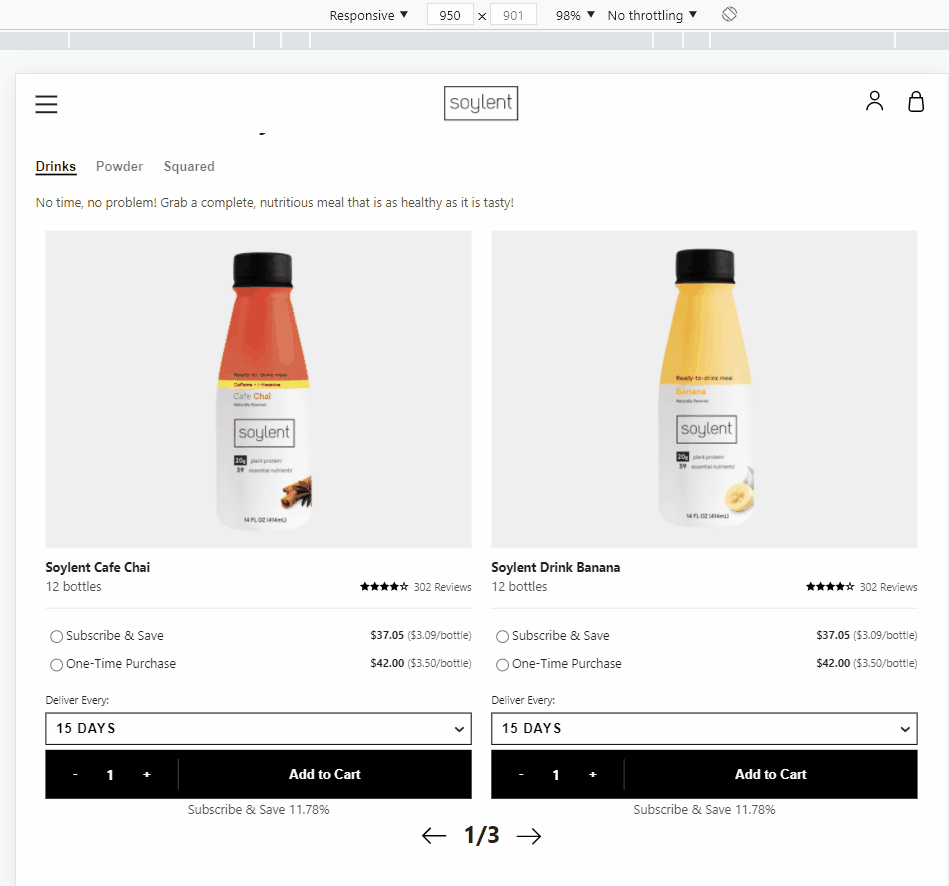 Responsive ▼ 950 × 901 98% ▼ No throttling ▼
soylent
Drinks Powder Squared
No time, no problem! Grab a complete, nutritious meal that is as healthy as it is tasty!
Ready-to-drink meal
Caffeine + l-theanine
Cafe Chai
Naturally flavored
soylent
20g plant protein
39 essential nutrients
14 FL OZ (414mL)
Ready-to-drink meal
Banana
Naturally flavored
soylent
20g plant protein
39 essential nutrients
14 FL OZ (414mL)
Soylent Cafe Chai
12 bottles ★★★★☆ 302 Reviews
Subscribe & Save $37.05 ($3.09/bottle)
One-Time Purchase $42.00 ($3.50/bottle)
Deliver Every:
15 DAYS
- 1 + Add to Cart
Subscribe & Save 11.78%
Soylent Drink Banana
12 bottles ★★★★☆ 302 Reviews
Subscribe & Save $37.05 ($3.09/bottle)
One-Time Purchase $42.00 ($3.50/bottle)
Deliver Every:
15 DAYS
- 1 + Add to Cart
Subscribe & Save 11.78%
← 1/3 →